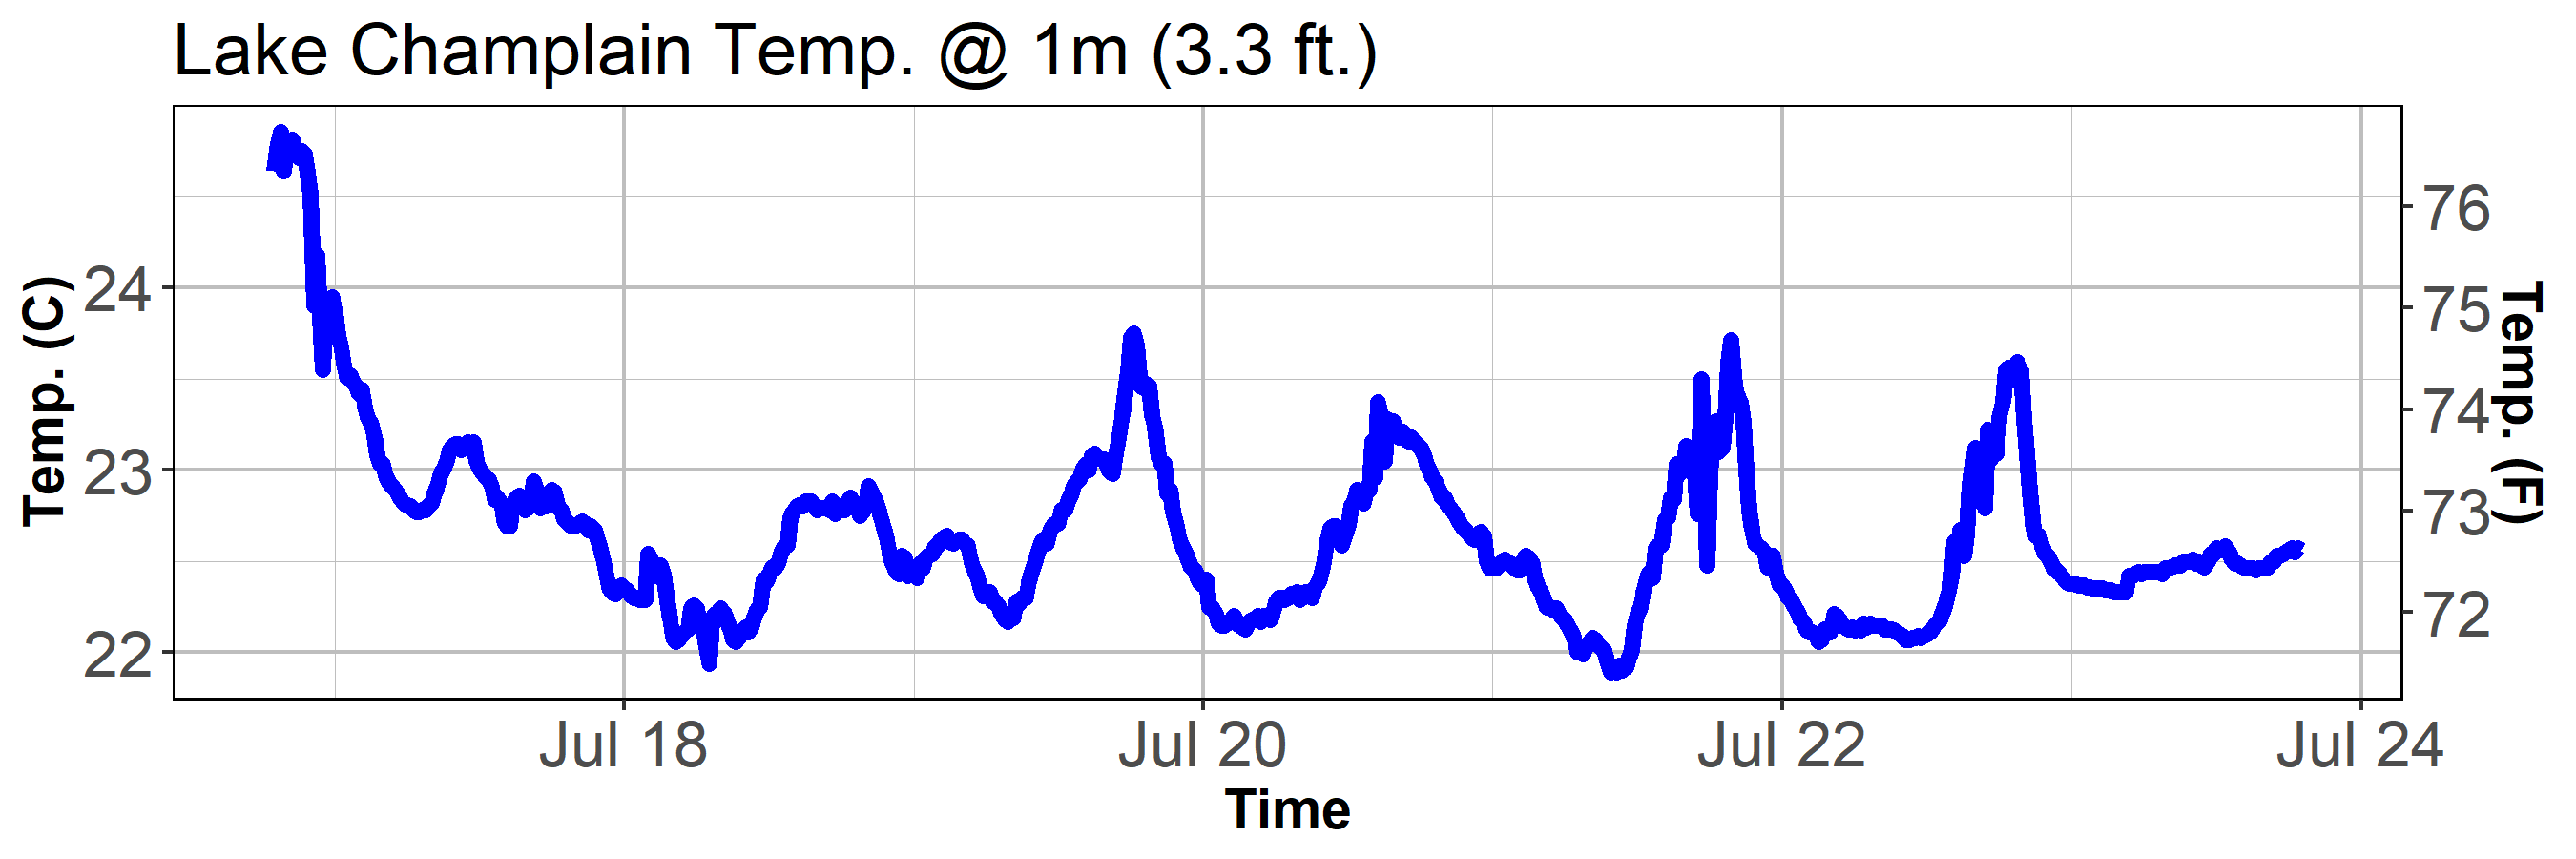 Lake Champlain Temp. @ 1m (3.3 ft.)
Temp. (C)
24
23
22
76
75
74
73
72
Temp. (F)
Jul 18
Jul 20
Jul 22
Jul 24
Time